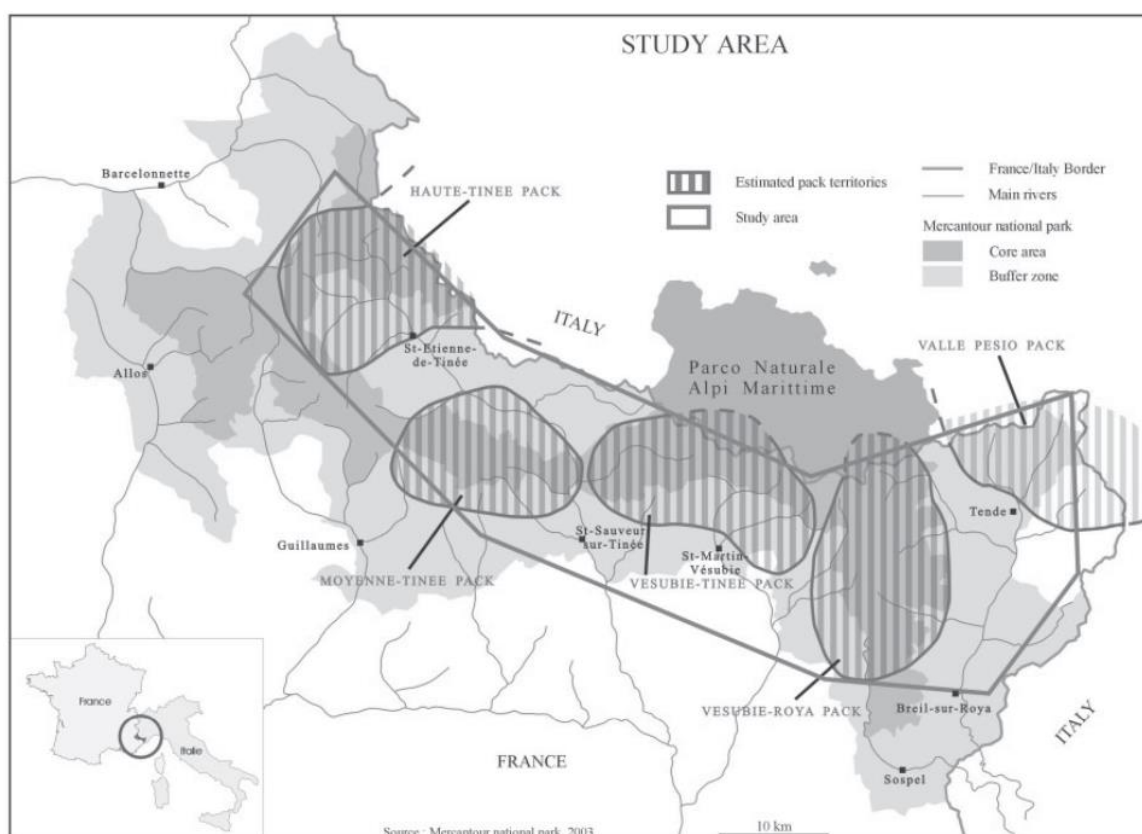 STUDY AREA
Barcelonnette
HAUTE-TINEE PACK
Estimated pack territories
Study area
France/Italy Border
Main rivers
Mercantour national park
Core area
Buffer zone
ITALY
St-Etienne-
de-Tinée
Allos
Parco Naturale
Alpi Marittime
VALLE PESIO PACK
Tende
Guillaumes
St-Sauveur
sur-Tinée
St-Martin-
Vésubie
MOYENNE-TINEE PACK
VESUBIE-TINEE PACK
VESUBIE-ROYA PACK
Breil-sur-Roya
ITALY
France
Italie
FRANCE
Sospel
Source : Mercantour national park, 2003
10 km